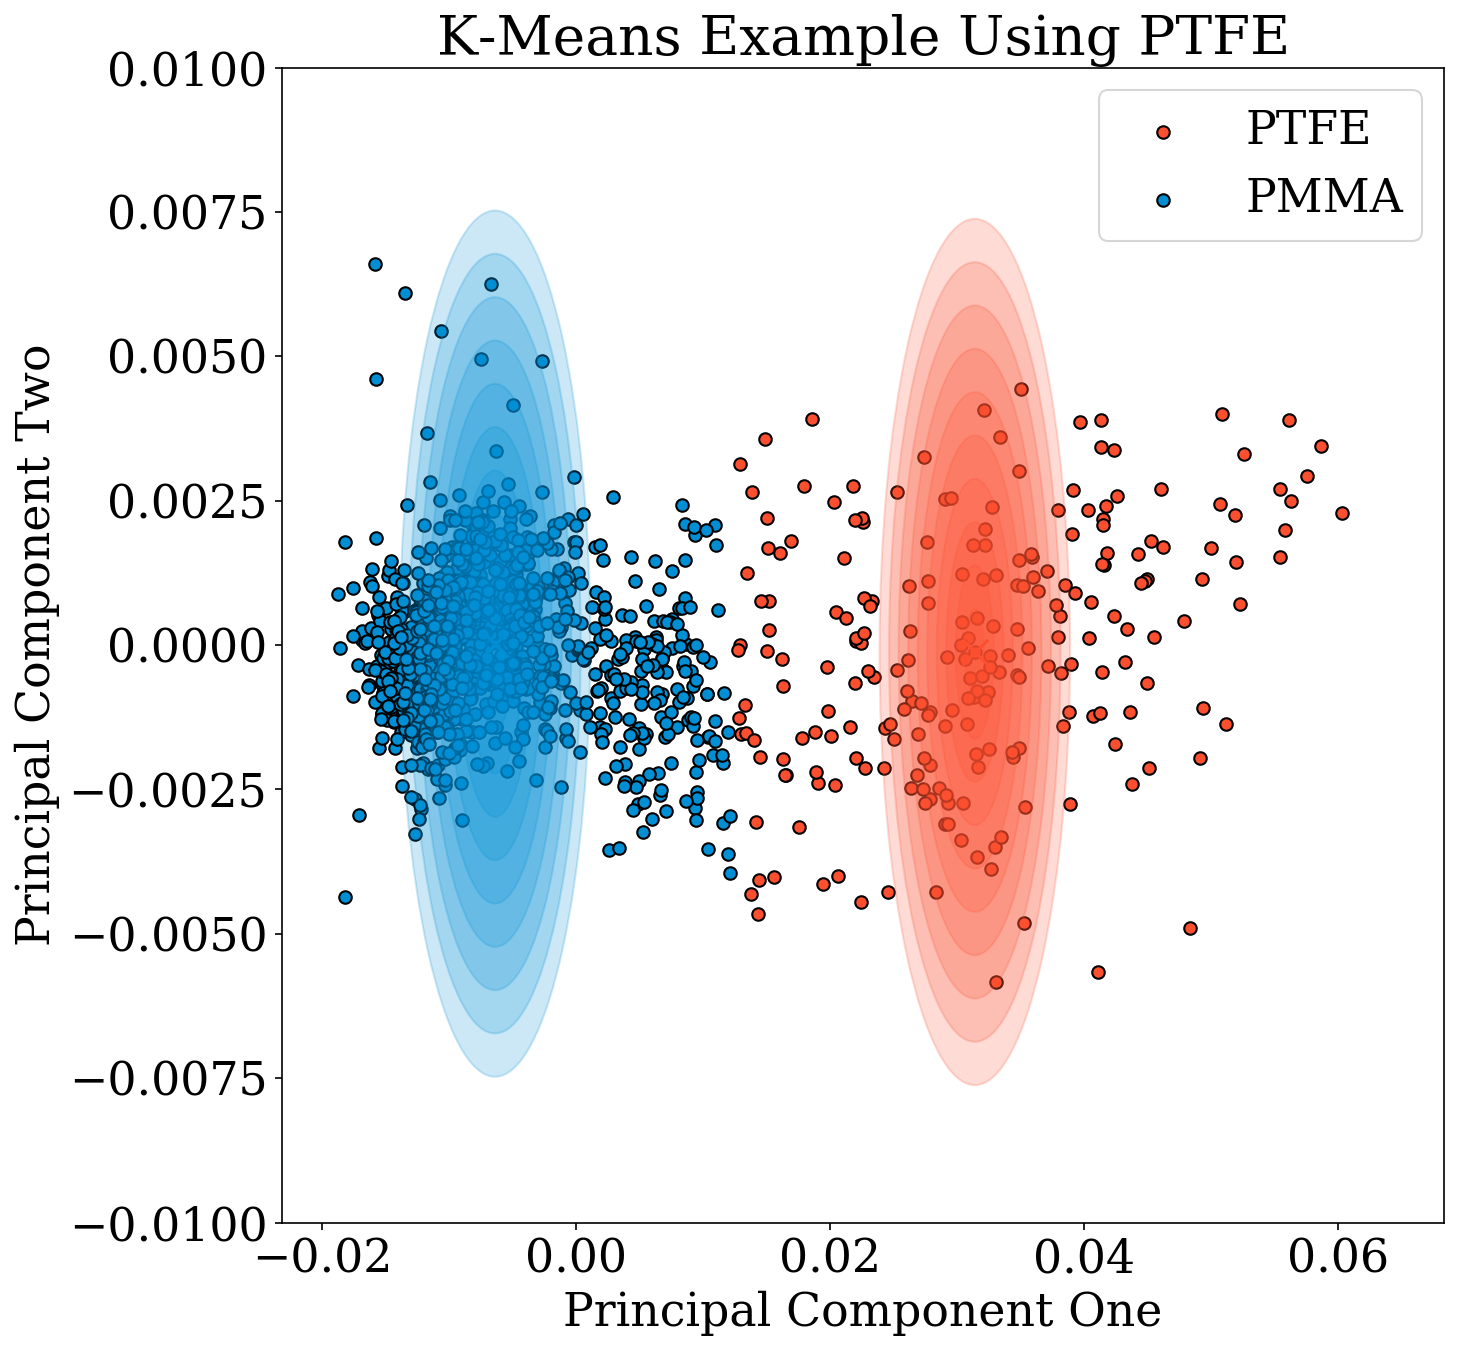 K-Means Example Using PTFE
PTFE
PMMA
0.0100
0.0075
0.0050
0.0025
0.0000
−0.0025
−0.0050
−0.0075
−0.0100
Principal Component Two
−0.02 0.00 0.02 0.04 0.06
Principal Component One